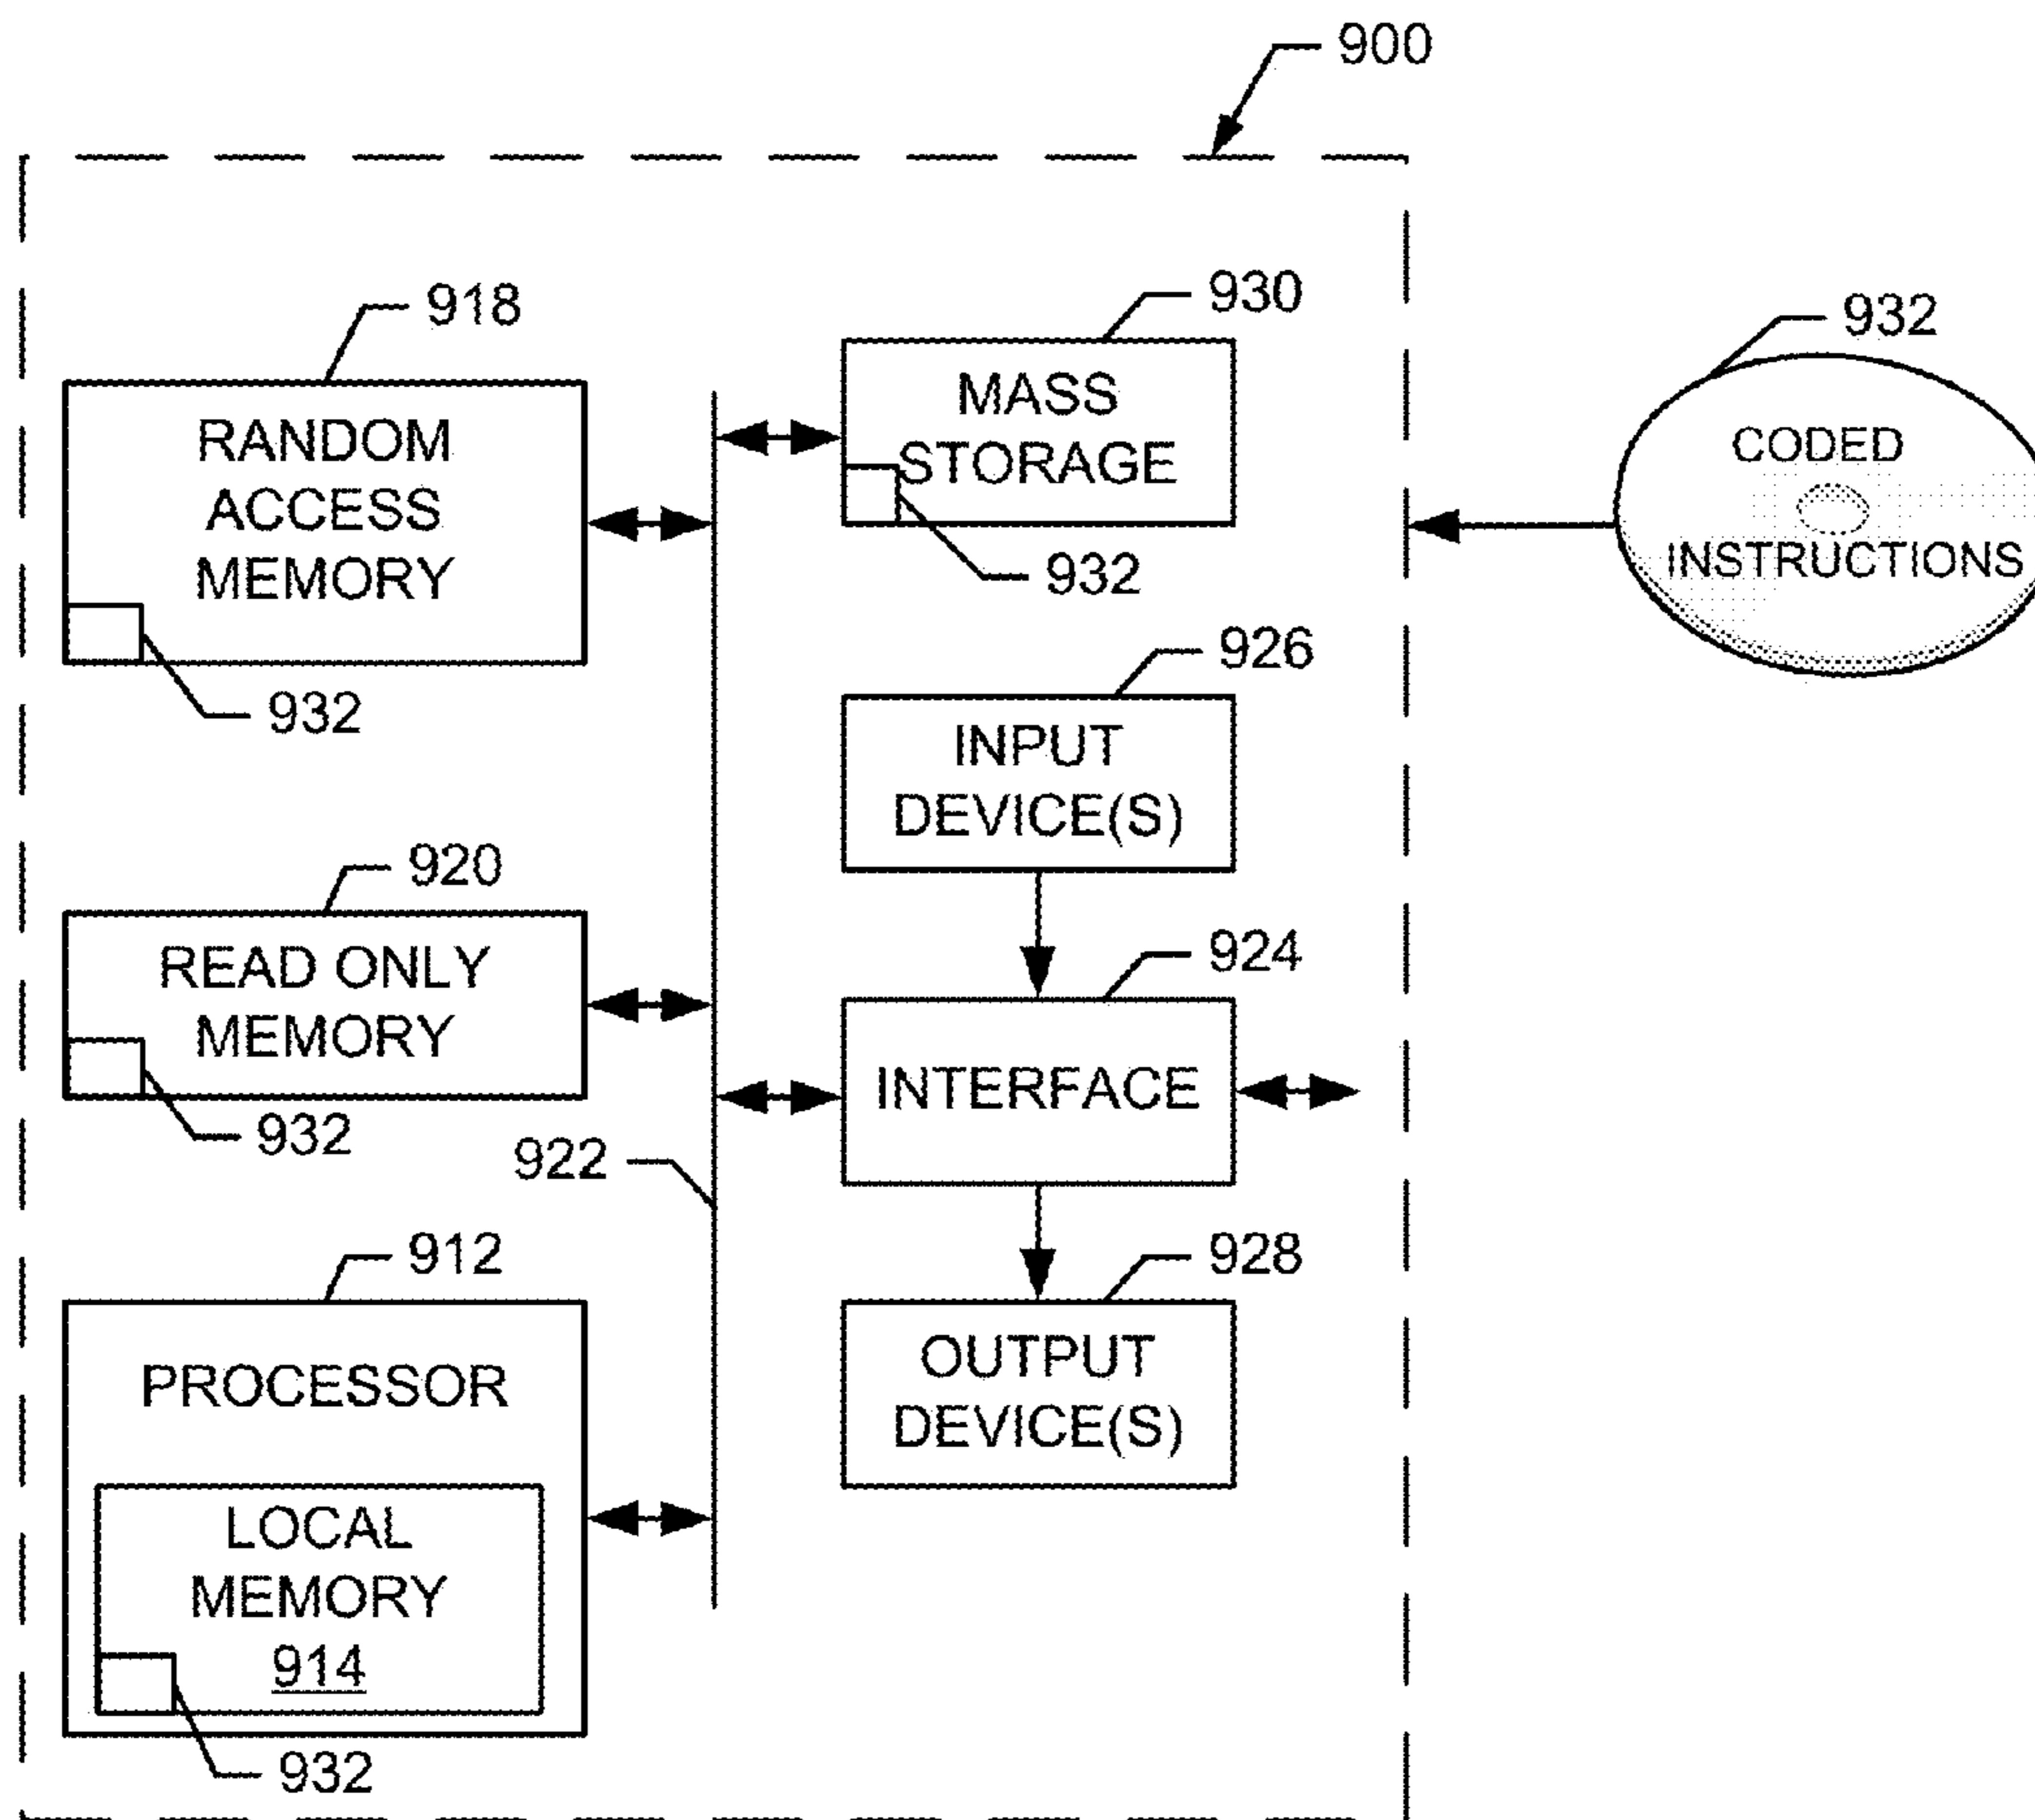 900
918
RANDOM
ACCESS
MEMORY
932
930
MASS
STORAGE
932
932
CODED
INSTRUCTIONS
926
INPUT
DEVICE(S)
920
READ ONLY
MEMORY
932
924
INTERFACE
922
912
PROCESSOR
LOCAL
MEMORY
914
932
928
OUTPUT
DEVICE(S)